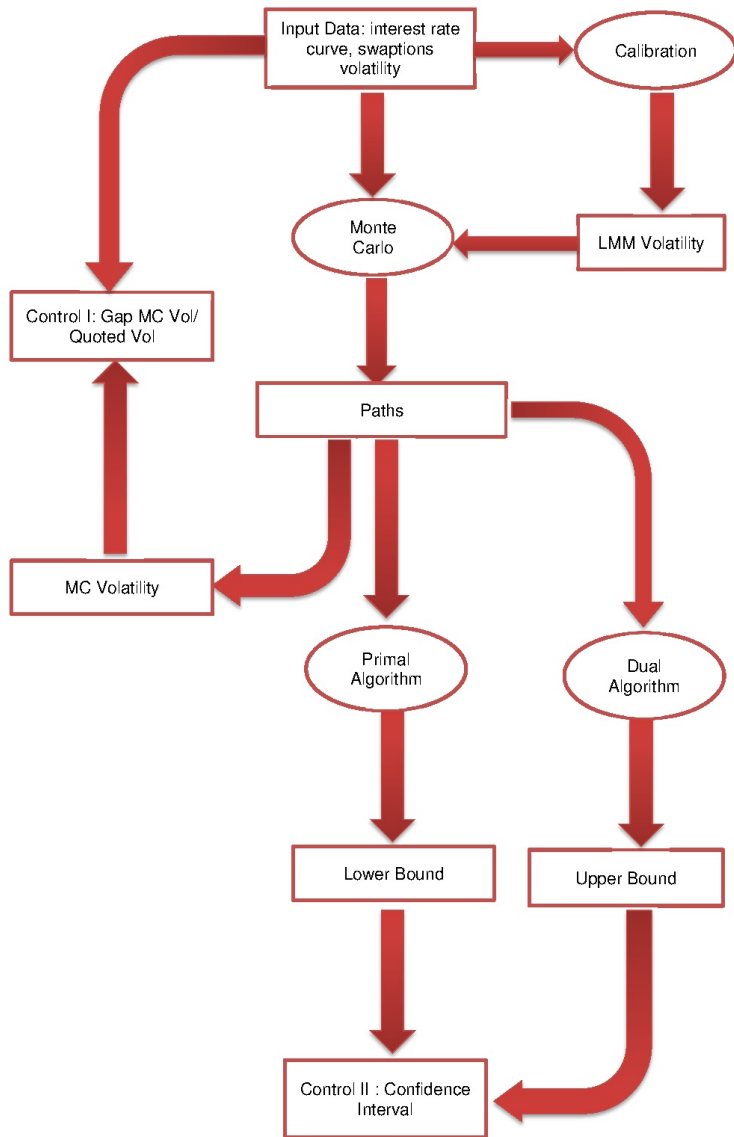 Input Data: interest rate
curve, swaptions
volatility
Calibration
Monte
Carlo
LMM Volatility
Control I: Gap MC Vol/
Quoted Vol
Paths
MC Volatility
Primal
Algorithm
Dual
Algorithm
Lower Bound
Upper Bound
Control II : Confidence
Interval